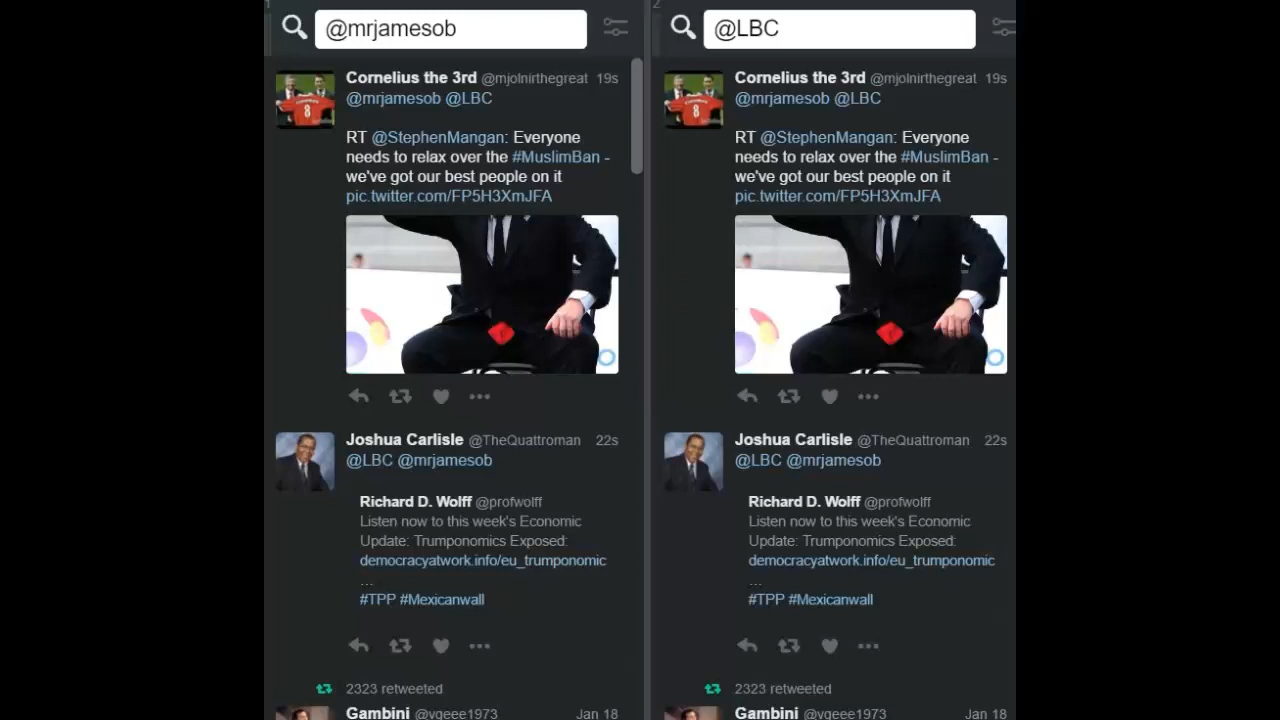 1
@mrjamesob
Cornelius the 3rd @mjolnirthegreat 19s
@mrjamesob @LBC
RT @StephenMangan: Everyone
needs to relax over the #MuslimBan -
we've got our best people on it
pic.twitter.com/FP5H3XmJFA
Joshua Carlisle @TheQuattroman 22s
@LBC @mrjamesob
Richard D. Wolff @profwolff
Listen now to this week's Economic
Update: Trumponomics Exposed:
democracyatwork.info/eu_trumponomic
...
#TPP #Mexicanwall
2323 retweeted
Gambini @vgeee1973 Jan 18
2
@LBC
Cornelius the 3rd @mjolnirthegreat 19s
@mrjamesob @LBC
RT @StephenMangan: Everyone
needs to relax over the #MuslimBan -
we've got our best people on it
pic.twitter.com/FP5H3XmJFA
Joshua Carlisle @TheQuattroman 22s
@LBC @mrjamesob
Richard D. Wolff @profwolff
Listen now to this week's Economic
Update: Trumponomics Exposed:
democracyatwork.info/eu_trumponomic
...
#TPP #Mexicanwall
2323 retweeted
Gambini @vgeee1973 Jan 18